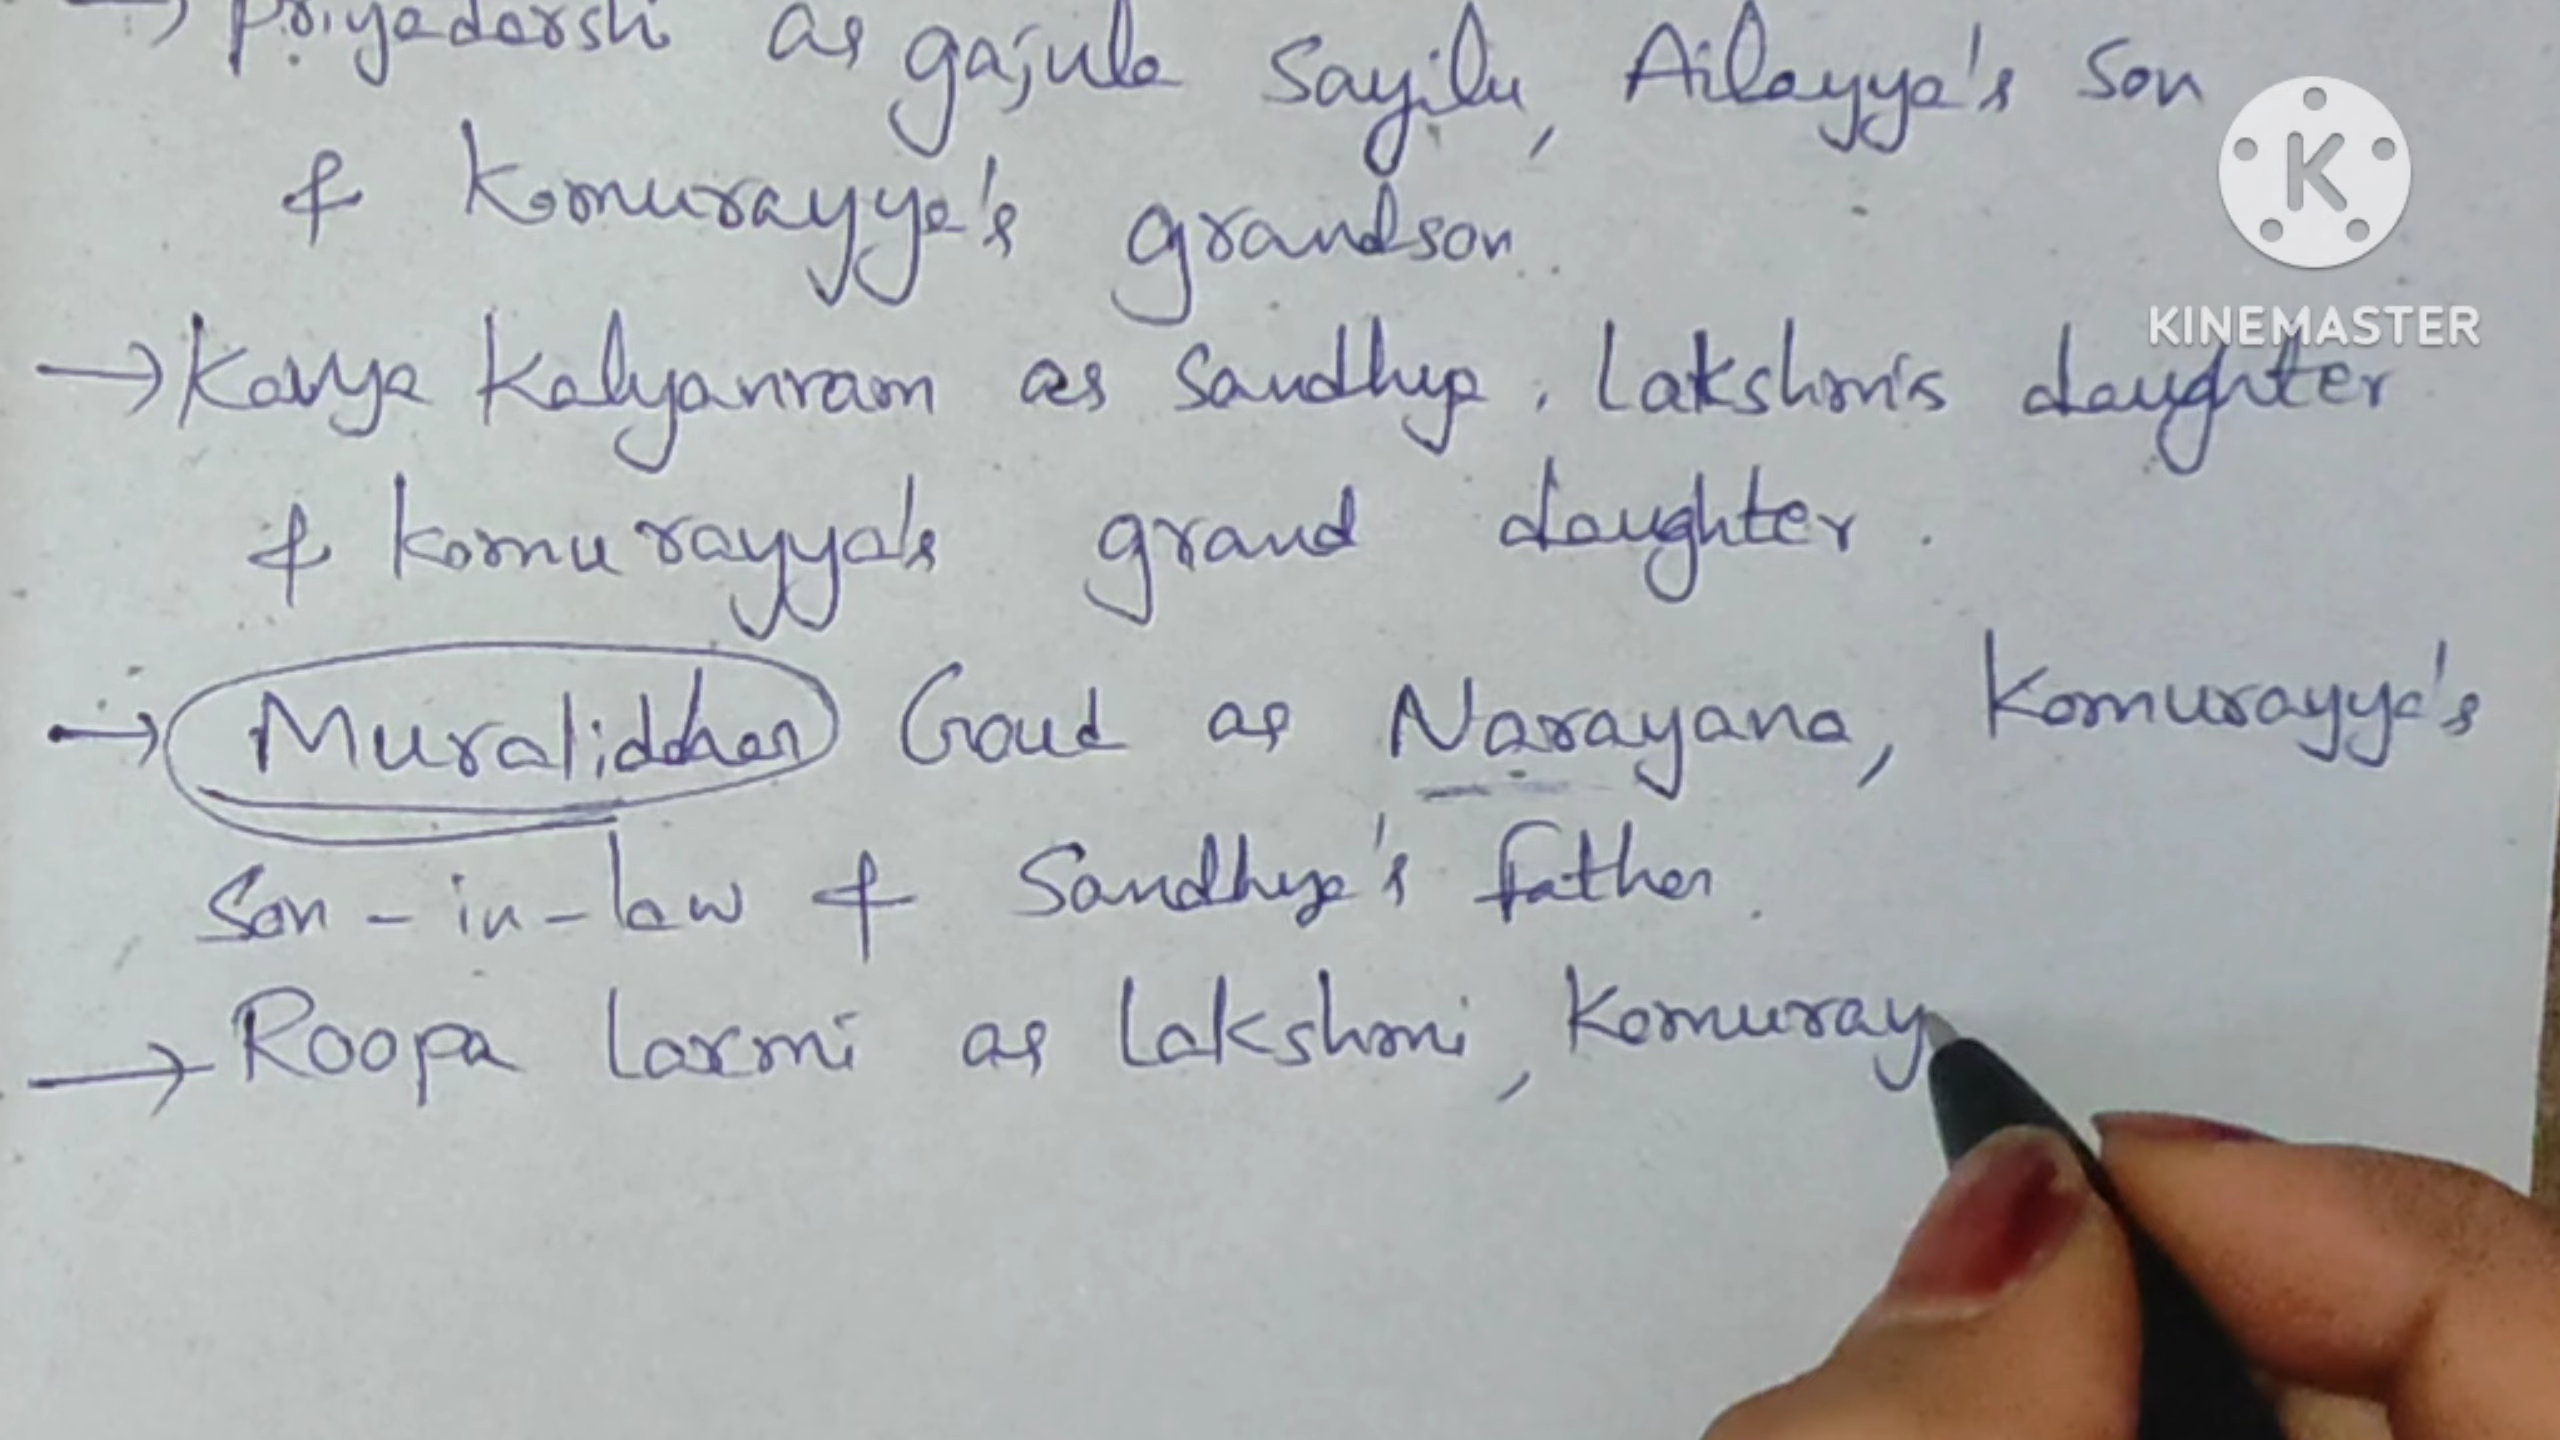 → Priyadarshi as gajula Sayilu, Ailayya's Son
& Komurayya's grandson
KINEMASTER
→ Kavya Kalyanram as Sandhya, Lakshmi's daughter
& Komurayya's grand daughter.
→ Muraliddhar Goud as Narayana, Komurayya's
Son-in-law & Sandhya's father.
→ Roopa laxmi as Lakshmi, Komuray